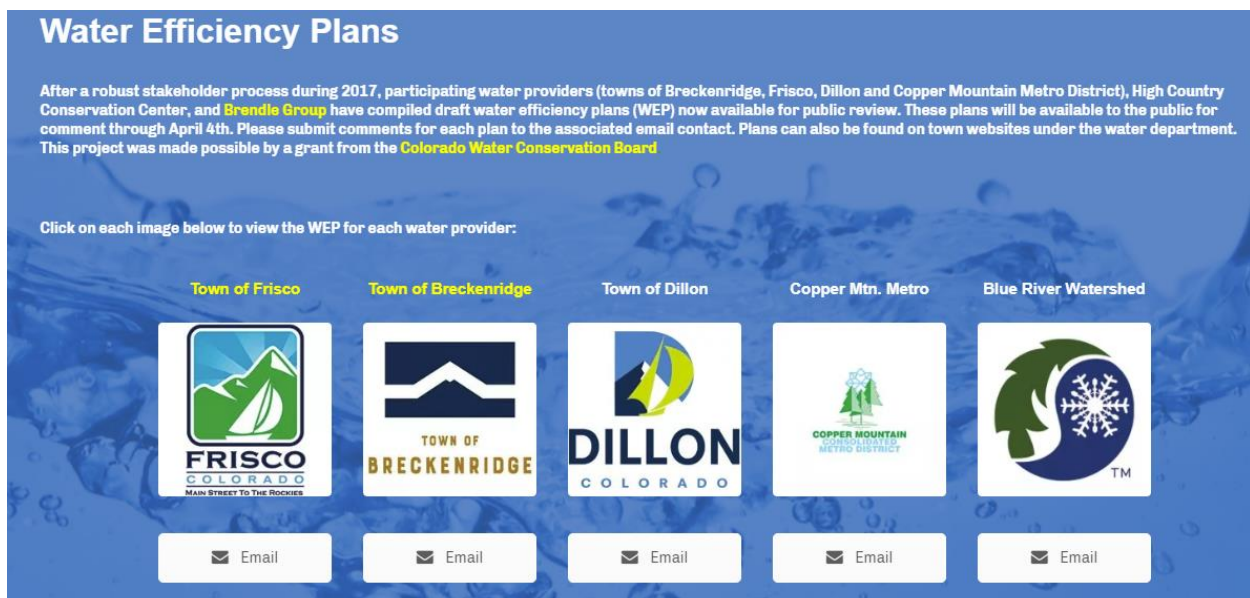 Water Efficiency Plans
After a robust stakeholder process during 2017, participating water providers (towns of Breckenridge, Frisco, Dillon and Copper Mountain Metro District), High Country
Conservation Center, and Brendle Group have compiled draft water efficiency plans (WEP) now available for public review. These plans will be available to the public for
comment through April 4th. Please submit comments for each plan to the associated email contact. Plans can also be found on town websites under the water department.
This project was made possible by a grant from the Colorado Water Conservation Board
Click on each image below to view the WEP for each water provider:
Town of Frisco
Town of Breckenridge
Town of Dillon
Copper Mtn. Metro
Blue River Watershed
FRISCO
COLORADO
MAIN STREET TO THE ROCKIES
TOWN OF
BRECKENRIDGE
DILLON
COLORADO
COPPER MOUNTAIN
CONSOLIDATED
METRO DISTRICT
TM
Email
Email
Email
Email
Email